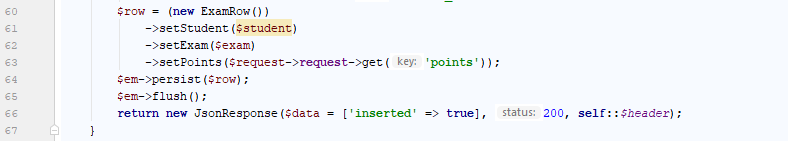 60 $row = (new ExamRow())
61 ->setStudent($student)
62 ->setExam($exam)
63 ->setPoints($request->request->get( key: 'points'));
64 $em->persist($row);
65 $em->flush();
66 return new JsonResponse($data = ['inserted' => true], status: 200, self::$header);
67 }